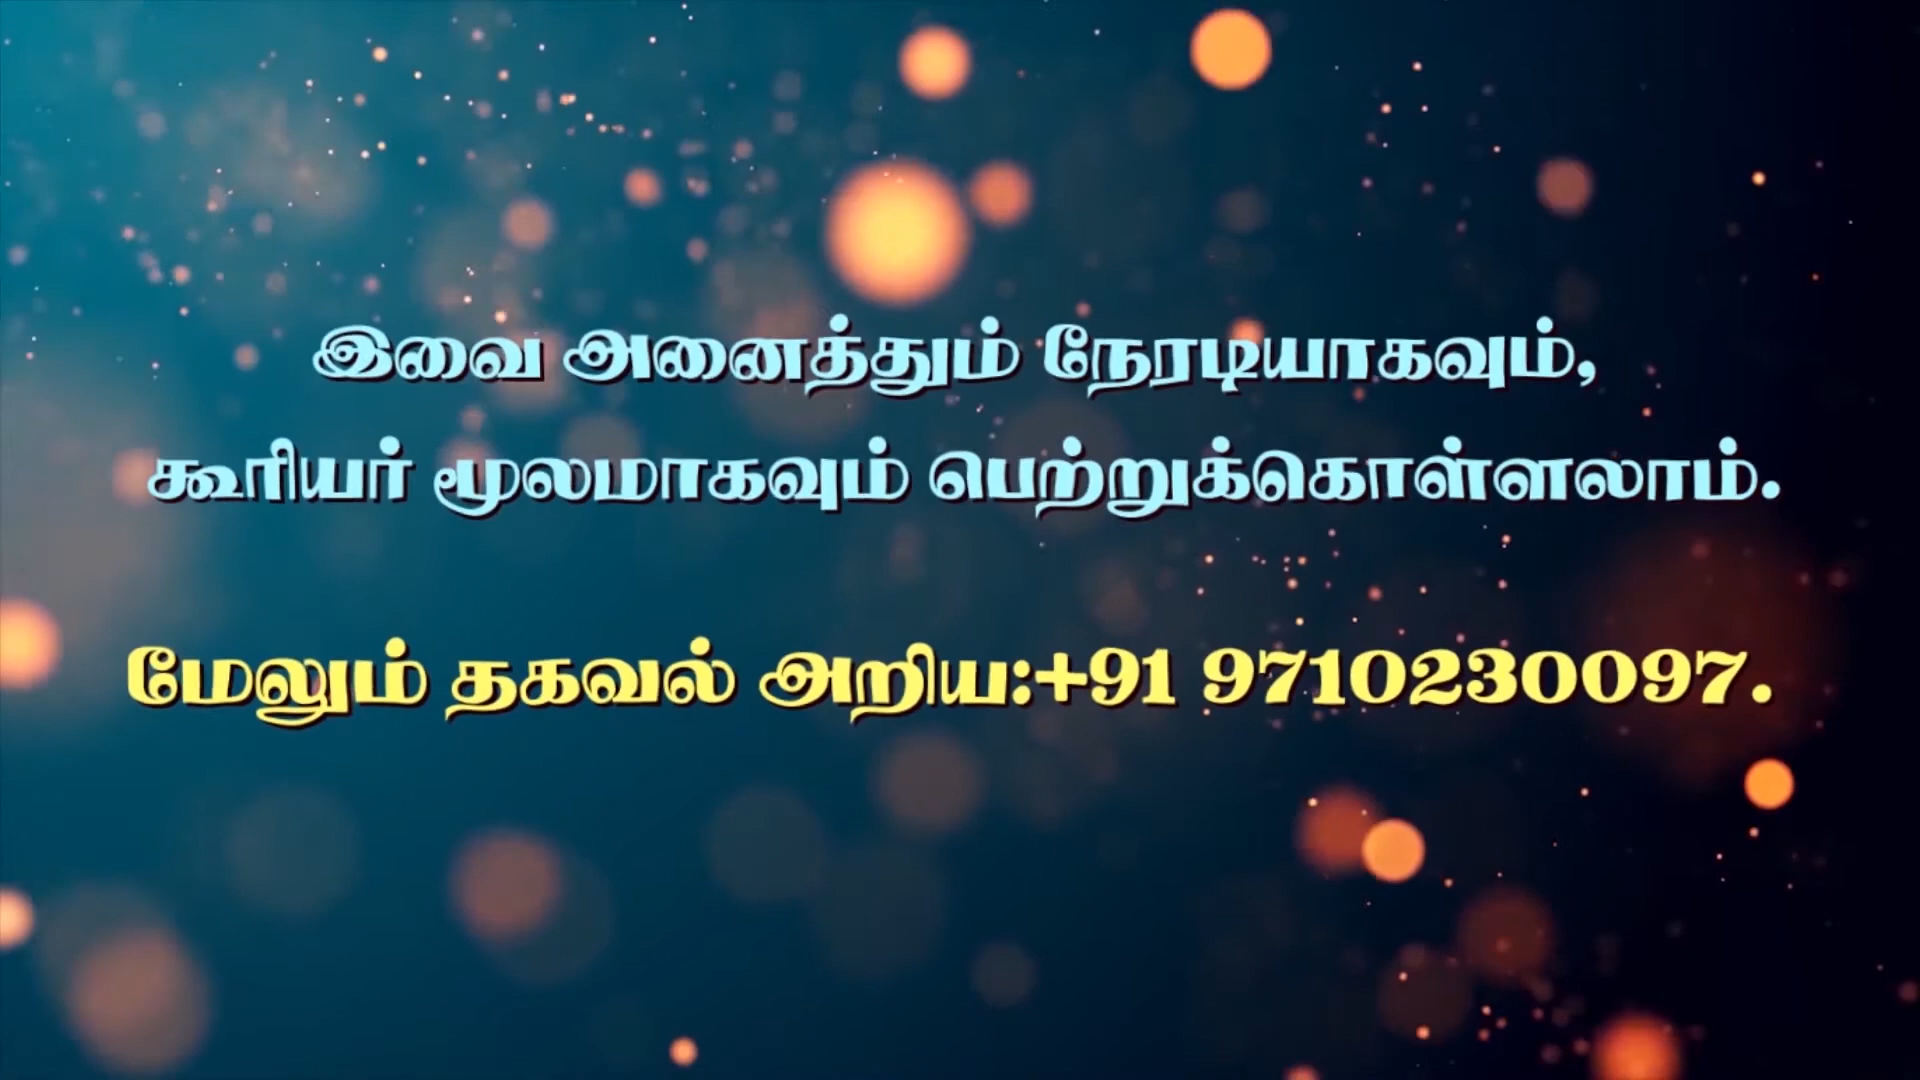 இவை அனைத்தும் நேரடியாகவும்,
கூரியர் மூலமாகவும் பெற்றுக்கொள்ளலாம்.
மேலும் தகவல் அறிய:+91 9710230097.